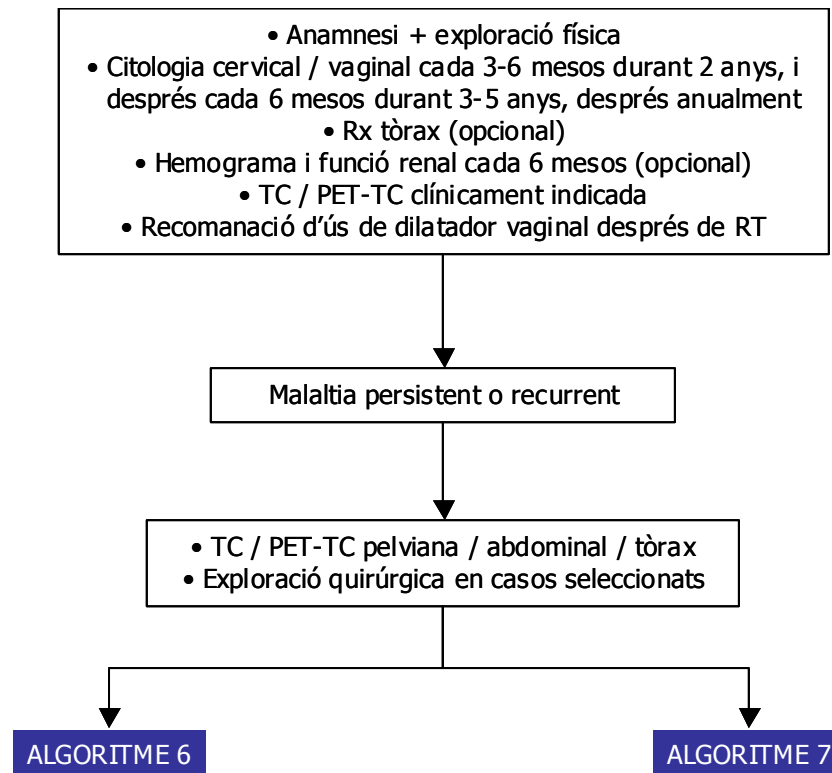 • Anamnesi + exploració física
• Citologia cervical / vaginal cada 3-6 mesos durant 2 anys, i
després cada 6 mesos durant 3-5 anys, després anualment
• Rx tòrax (opcional)
• Hemograma i funció renal cada 6 mesos (opcional)
• TC / PET-TC clínicament indicada
• Recomanació d'ús de dilatador vaginal després de RT
Malaltia persistent o recurrent
• TC / PET-TC pelviana / abdominal / tòrax
• Exploració quirúrgica en casos seleccionats
ALGORITME 6
ALGORITME 7